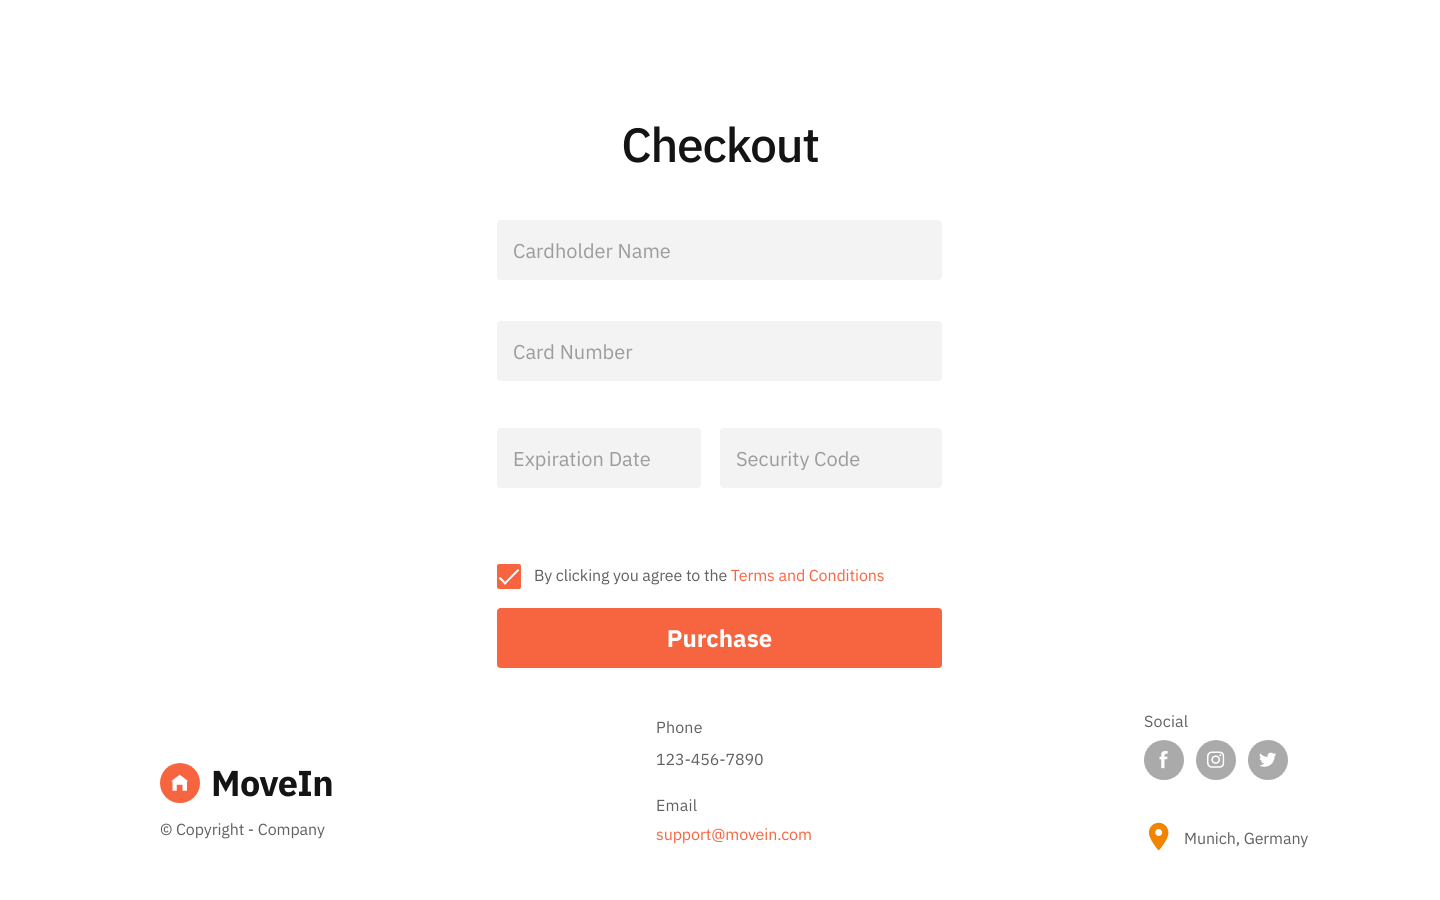 Checkout
Cardholder Name
Card Number
Expiration Date
Security Code
By clicking you agree to the Terms and Conditions
Purchase
MoveIn
© Copyright - Company
Phone
123-456-7890
Email
support@movein.com
Social
Munich, Germany